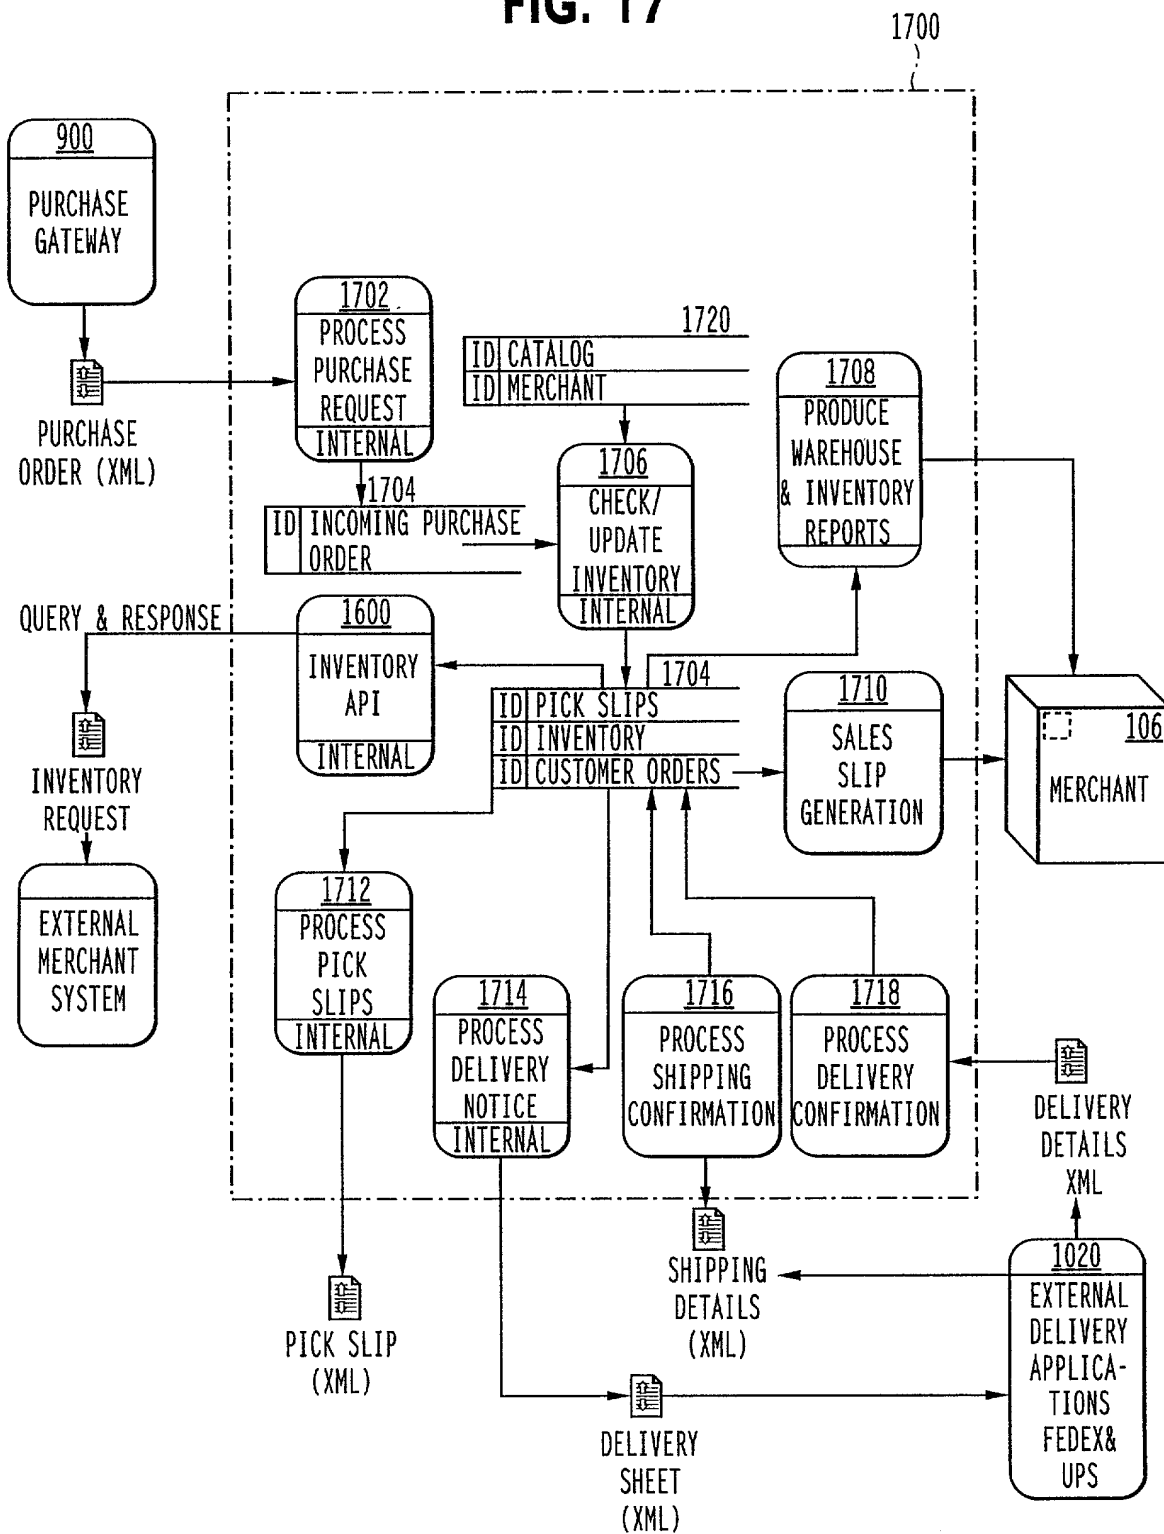 FIG. 17
1700
900
PURCHASE
GATEWAY
PURCHASE
ORDER (XML)
1702
PROCESS
PURCHASE
REQUEST
INTERNAL
1720
ID CATALOG
ID MERCHANT
1704
ID INCOMING PURCHASE
ORDER
1706
CHECK/
UPDATE
INVENTORY
INTERNAL
1708
PRODUCE
WAREHOUSE
& INVENTORY
REPORTS
QUERY & RESPONSE
1600
INVENTORY
API
INTERNAL
INVENTORY
REQUEST
EXTERNAL
MERCHANT
SYSTEM
1704
ID PICK SLIPS
ID INVENTORY
ID CUSTOMER ORDERS
1710
SALES
SLIP
GENERATION
106
MERCHANT
1712
PROCESS
PICK
SLIPS
INTERNAL
1714
PROCESS
DELIVERY
NOTICE
INTERNAL
1716
PROCESS
SHIPPING
CONFIRMATION
1718
PROCESS
DELIVERY
CONFIRMATION
DELIVERY
DETAILS
XML
PICK SLIP
(XML)
SHIPPING
DETAILS
(XML)
DELIVERY
SHEET
(XML)
1020
EXTERNAL
DELIVERY
APPLICA-
TIONS
FEDEX&
UPS